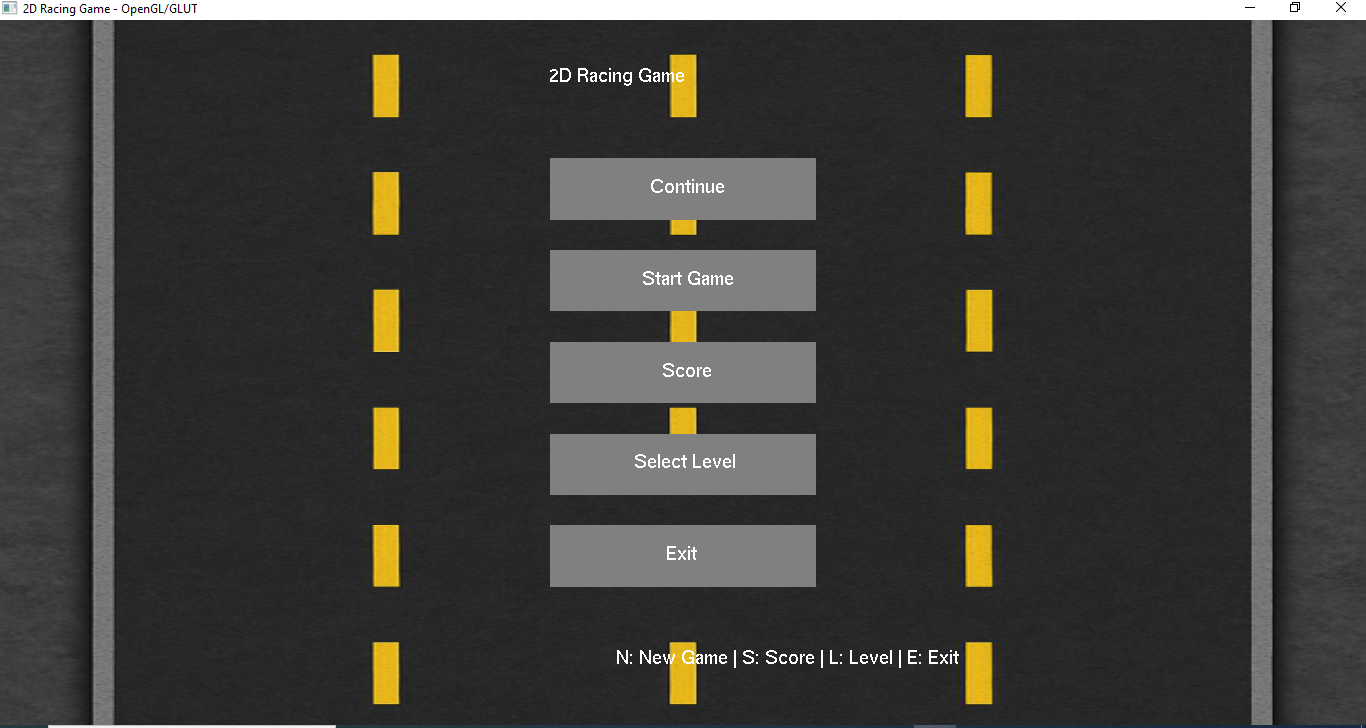 2D Racing Game - OpenGL/GLUT
2D Racing Game
Continue
Start Game
Score
Select Level
Exit
N: New Game | S: Score | L: Level | E: Exit